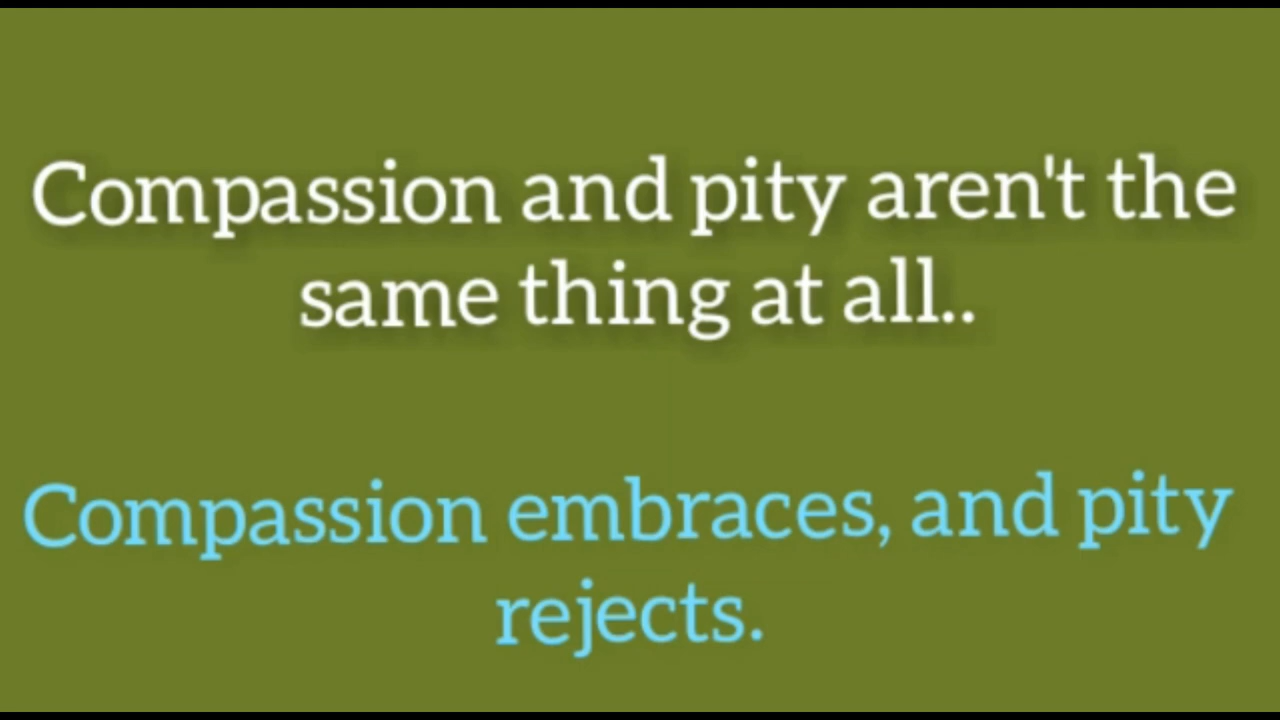 Compassion and pity aren't the
same thing at all..
Compassion embraces, and pity
rejects.